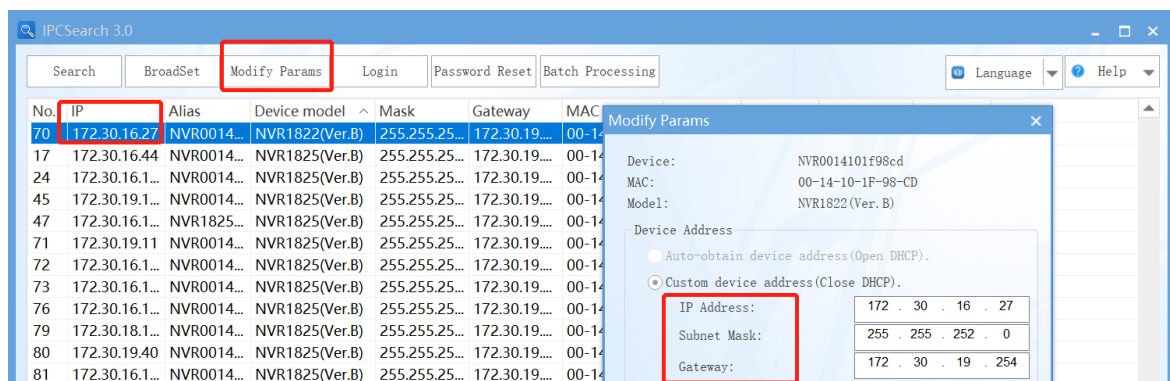 IPCSearch 3.0
Search BroadSet Modify Params Login Password Reset Batch Processing Language Help
No. IP Alias Device model Mask Gateway MAC
70 172.30.16.27 NVR0014... NVR1822(Ver.B) 255.255.25... 172.30.19.... 00-14
17 172.30.16.44 NVR0014... NVR1825(Ver.B) 255.255.25... 172.30.19.... 00-14
24 172.30.16.1... NVR0014... NVR1825(Ver.B) 255.255.25... 172.30.19.... 00-14
45 172.30.19.1... NVR0014... NVR1825(Ver.B) 255.255.25... 172.30.19.... 00-14
47 172.30.16.1... NVR1825... NVR1825(Ver.B) 255.255.25... 172.30.19.... 00-14
71 172.30.19.11 NVR0014... NVR1825(Ver.B) 255.255.25... 172.30.19.... 00-14
72 172.30.16.1... NVR0014... NVR1825(Ver.B) 255.255.25... 172.30.19.... 00-14
73 172.30.16.1... NVR0014... NVR1825(Ver.B) 255.255.25... 172.30.19.... 00-14
76 172.30.16.1... NVR0014... NVR1825(Ver.B) 255.255.25... 172.30.19.... 00-14
79 172.30.18.1... NVR0014... NVR1825(Ver.B) 255.255.25... 172.30.19.... 00-14
80 172.30.19.40 NVR0014... NVR1825(Ver.B) 255.255.25... 172.30.19.... 00-14
81 172.30.16.1... NVR0014... NVR1825(Ver.B) 255.255.25... 172.30.19.... 00-14
Modify Params
Device: NVR0014101f98cd
MAC: 00-14-10-1F-98-CD
Model: NVR1822(Ver.B)
Device Address
Auto-obtain device address(Open DHCP).
Custom device address(Close DHCP).
IP Address: 172 . 30 . 16 . 27
Subnet Mask: 255 . 255 . 252 . 0
Gateway: 172 . 30 . 19 . 254